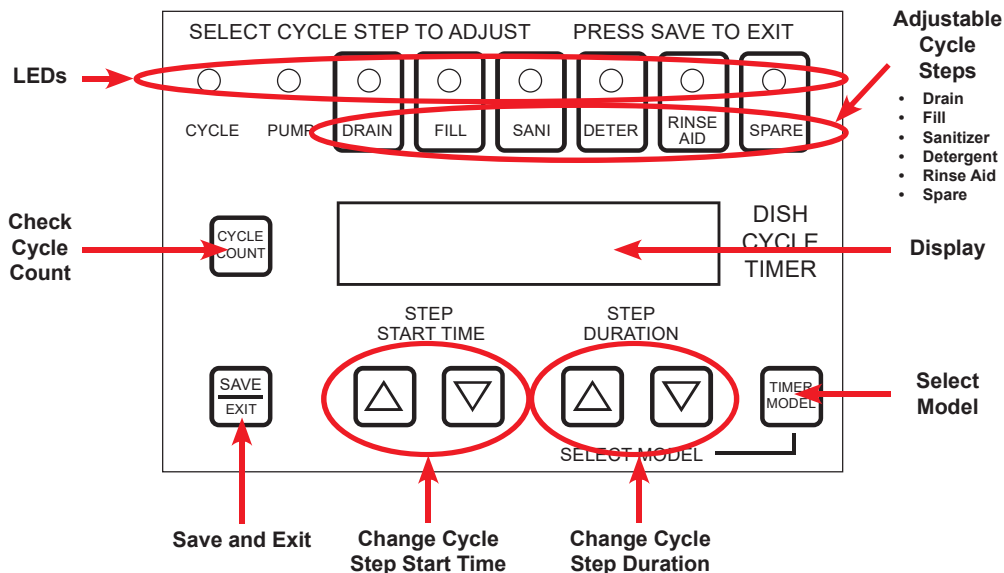 SELECT CYCLE STEP TO ADJUST
PRESS SAVE TO EXIT
Adjustable
Cycle
Steps
• Drain
• Fill
• Sanitizer
• Detergent
• Rinse Aid
• Spare
LEDs
CYCLE
PUMP
DRAIN
FILL
SANI
DETER
RINSE
AID
SPARE
Check
Cycle
Count
CYCLE
COUNT
DISH
CYCLE
TIMER
Display
STEP
START TIME
STEP
DURATION
SAVE
EXIT
TIMER
MODEL
Select
Model
SELECT MODEL
Save and Exit
Change Cycle
Step Start Time
Change Cycle
Step Duration